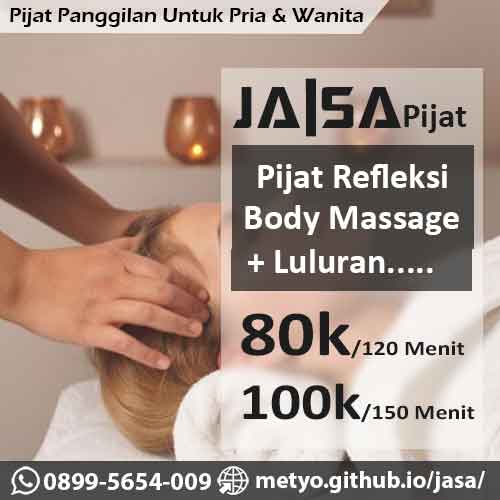 Pijat Panggilan Untuk Pria & Wanita
JA|SA Pijat
Pijat Refleksi
Body Massage
+ Luluran.....
80k/120 Menit
100k/150 Menit
0899-5654-009 metyo.github.io/jasa/